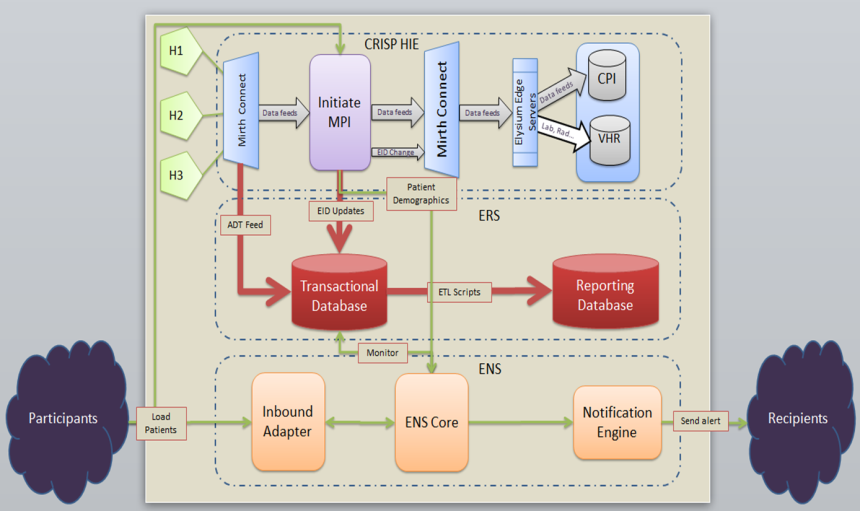 CRISP HIE
H1
H2
H3
Mirth Connect
Data feeds
Initiate
MPI
Data feeds
EID Change
Mirth Connect
Data feeds
Elysium Edge
Servers
Data feeds
Lab, Rad...
CPI
VHR
Patient
Demographics
ADT Feed
EID Updates
ERS
Transactional
Database
ETL Scripts
Reporting
Database
Monitor
ENS
Participants
Load
Patients
Inbound
Adapter
ENS Core
Notification
Engine
Send alert
Recipients